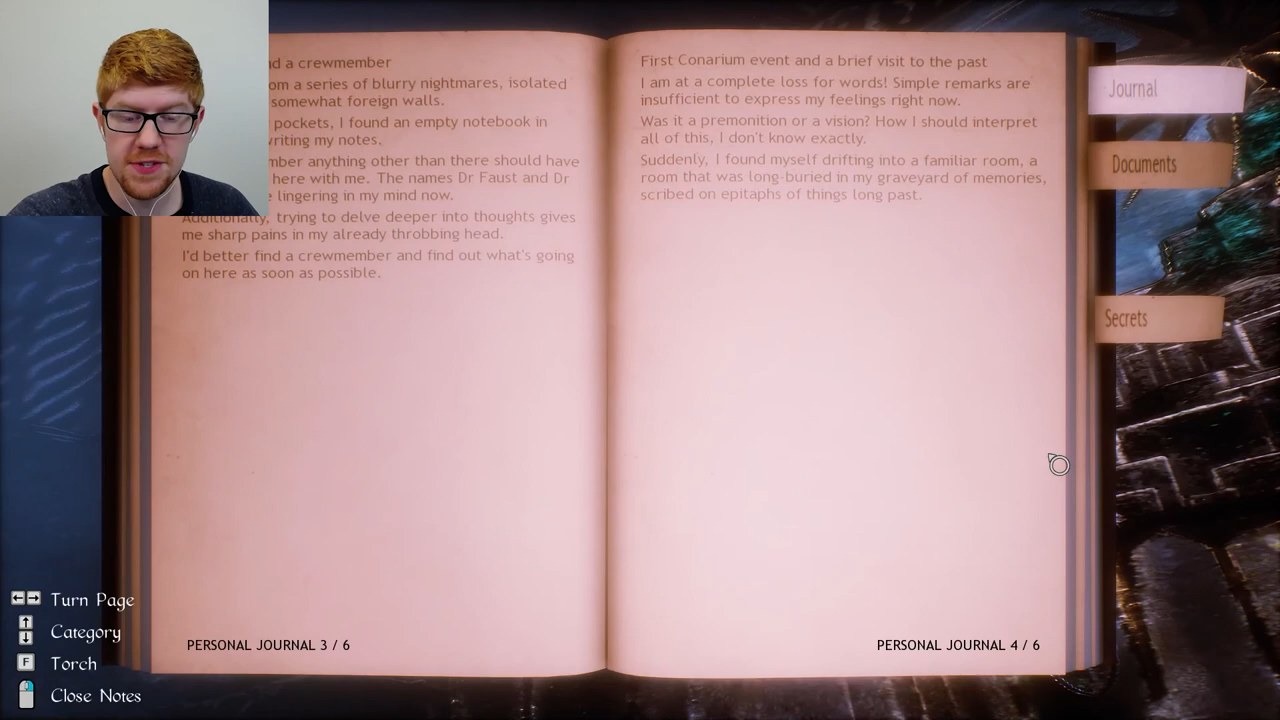 d a crewmember
om a series of blurry nightmares, isolated
somewhat foreign walls.
pockets, I found an empty notebook in
writing my notes.
mber anything other than there should have
here with me. The names Dr Faust and Dr
lingering in my mind now.
Additionally, trying to delve deeper into thoughts gives
me sharp pains in my already throbbing head.
I'd better find a crewmember and find out what's going
on here as soon as possible.
PERSONAL JOURNAL 3 / 6
First Conarium event and a brief visit to the past
I am at a complete loss for words! Simple remarks are
insufficient to express my feelings right now.
Was it a premonition or a vision? How I should interpret
all of this, I don't know exactly.
Suddenly, I found myself drifting into a familiar room, a
room that was long-buried in my graveyard of memories,
scribed on epitaphs of things long past.
PERSONAL JOURNAL 4 / 6
Journal
Documents
Secrets
Turn Page
Category
F Torch
Close Notes